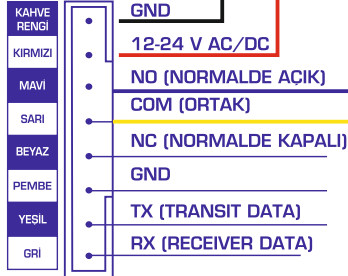 KAHVE
RENGİ
GND
KIRMIZI
12-24 V AC/DC
MAVİ
NO (NORMALDE AÇIK)
SARI
COM (ORTAK)
BEYAZ
NC (NORMALDE KAPALI)
PEMBE
GND
YEŞİL
TX (TRANSIT DATA)
GRİ
RX (RECEIVER DATA)